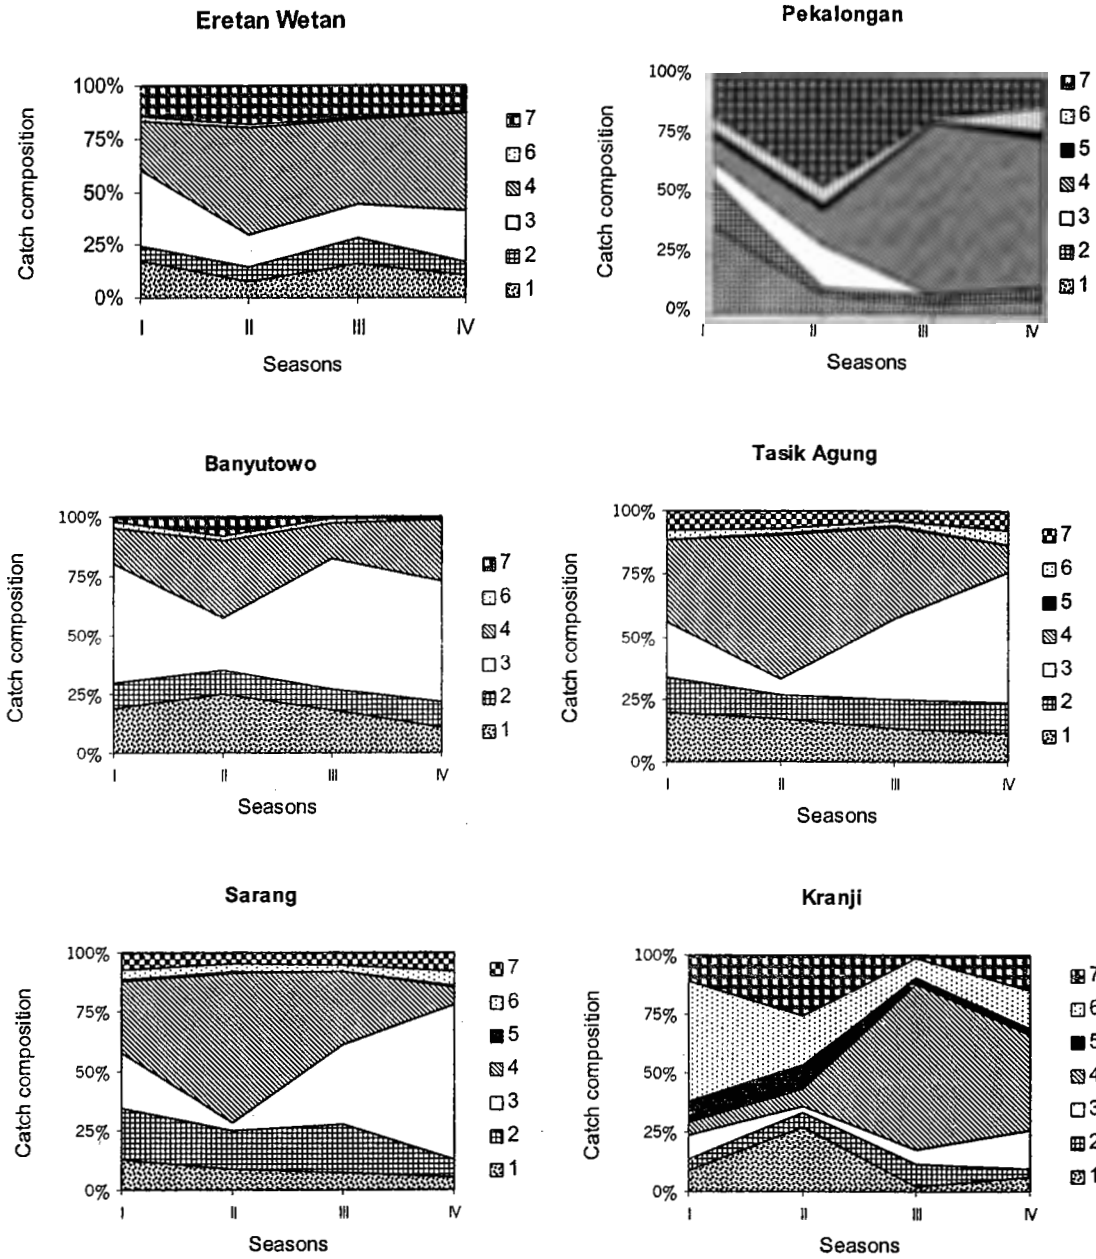 Eretan Wetan
100%
75%
50%
25%
0%
Catch composition
I II III IV
Seasons
7
6
4
3
2
1
Pekalongan
100%
75%
50%
25%
0%
Catch composition
I II III IV
Seasons
7
6
5
4
3
2
1
Banyutowo
100%
75%
50%
25%
0%
Catch composition
I II III IV
Seasons
7
6
4
3
2
1
Tasik Agung
100%
75%
50%
25%
0%
Catch composition
I II III IV
Seasons
7
6
5
4
3
2
1
Sarang
100%
75%
50%
25%
0%
Catch composition
I II III IV
Seasons
7
6
5
4
3
2
1
Kranji
100%
75%
50%
25%
0%
Catch composition
I II III IV
Seasons
7
6
5
4
3
2
1